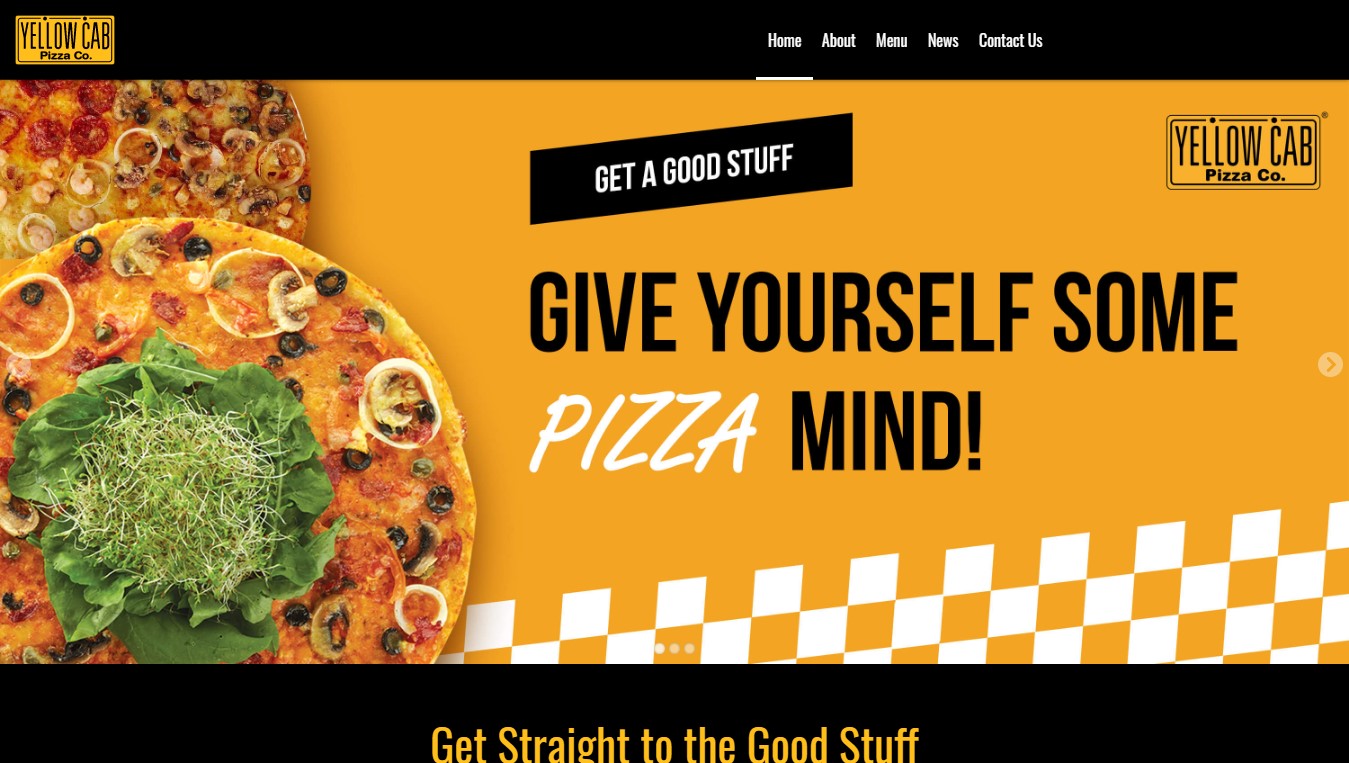 YELLOW CAB
Pizza Co.
Home About Menu News Contact Us
GET A GOOD STUFF
YELLOW CAB®
Pizza Co.
GIVE YOURSELF SOME
PIZZA MIND!
Get Straight to the Good Stuff